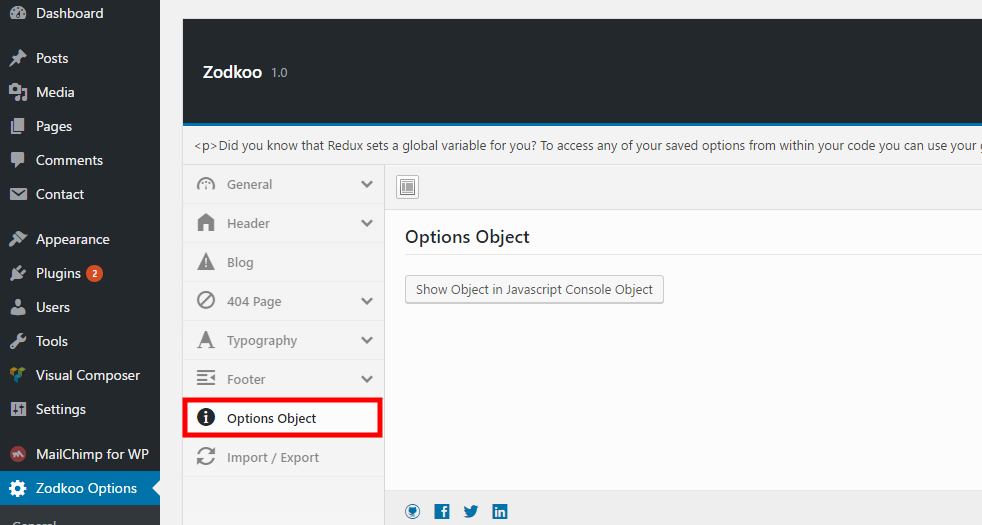 Dashboard
Posts
Media
Pages
Comments
Contact
Appearance
Plugins 2
Users
Tools
Visual Composer
Settings
MailChimp for WP
Zodkoo Options
General
Zodkoo 1.0
<p>Did you know that Redux sets a global variable for you? To access any of your saved options from within your code you can use your
General
Header
Blog
404 Page
Typography
Footer
Options Object
Import / Export
Options Object
Show Object in Javascript Console Object